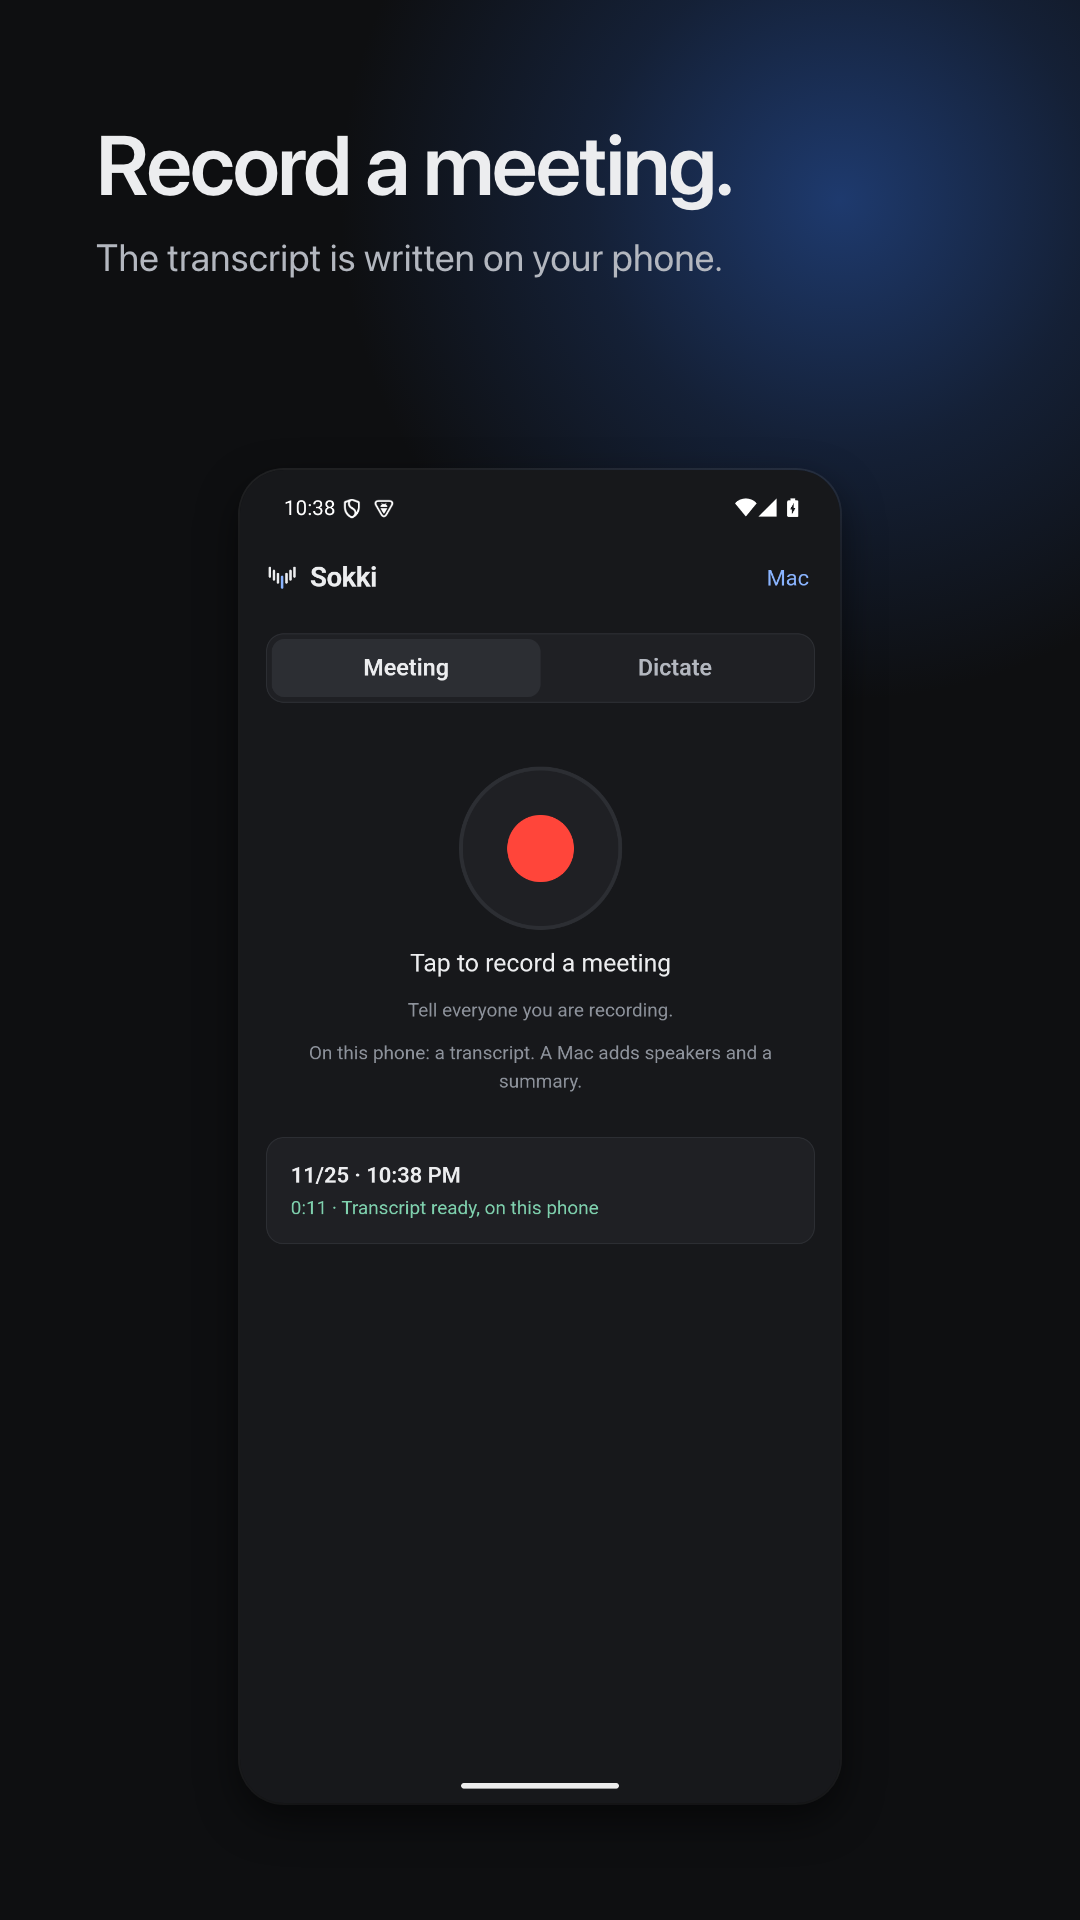 Record a meeting.
The transcript is written on your phone.
10:38
Sokki
Mac
Meeting
Dictate
Tap to record a meeting
Tell everyone you are recording.
On this phone: a transcript. A Mac adds speakers and a
summary.
11/25 · 10:38 PM
0:11 · Transcript ready, on this phone